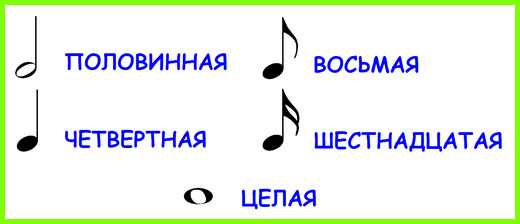 ПОЛОВИННАЯ ВОСЬМАЯ
ЧЕТВЕРТНАЯ ШЕСТНАДЦАТАЯ
ЦЕЛАЯ